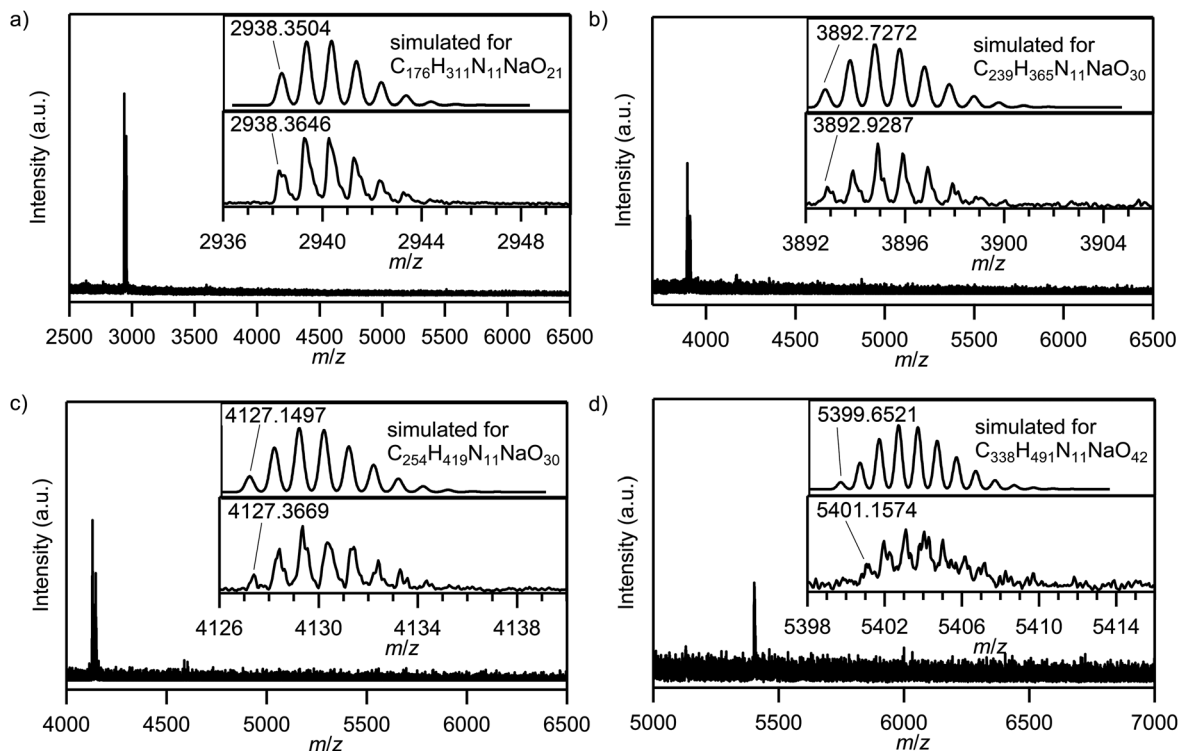 a)
2938.3504
simulated for
C₁₇₆H₃₁₁N₁₁NaO₂₁
2938.3646
Intensity (a.u.)
2936 2940 2944 2948
m/z
2500 3000 3500 4000 4500 5000 5500 6000 6500
m/z
b)
3892.7272
simulated for
C₂₃₉H₃₆₅N₁₁NaO₃₀
3892.9287
Intensity (a.u.)
3892 3896 3900 3904
m/z
4000 4500 5000 5500 6000 6500
m/z
c)
4127.1497
simulated for
C₂₅₄H₄₁₉N₁₁NaO₃₀
4127.3669
Intensity (a.u.)
4126 4130 4134 4138
m/z
4000 4500 5000 5500 6000 6500
m/z
d)
5399.6521
simulated for
C₃₃₈H₄₉₁N₁₁NaO₄₂
5401.1574
Intensity (a.u.)
5398 5402 5406 5410 5414
m/z
5000 5500 6000 6500 7000
m/z